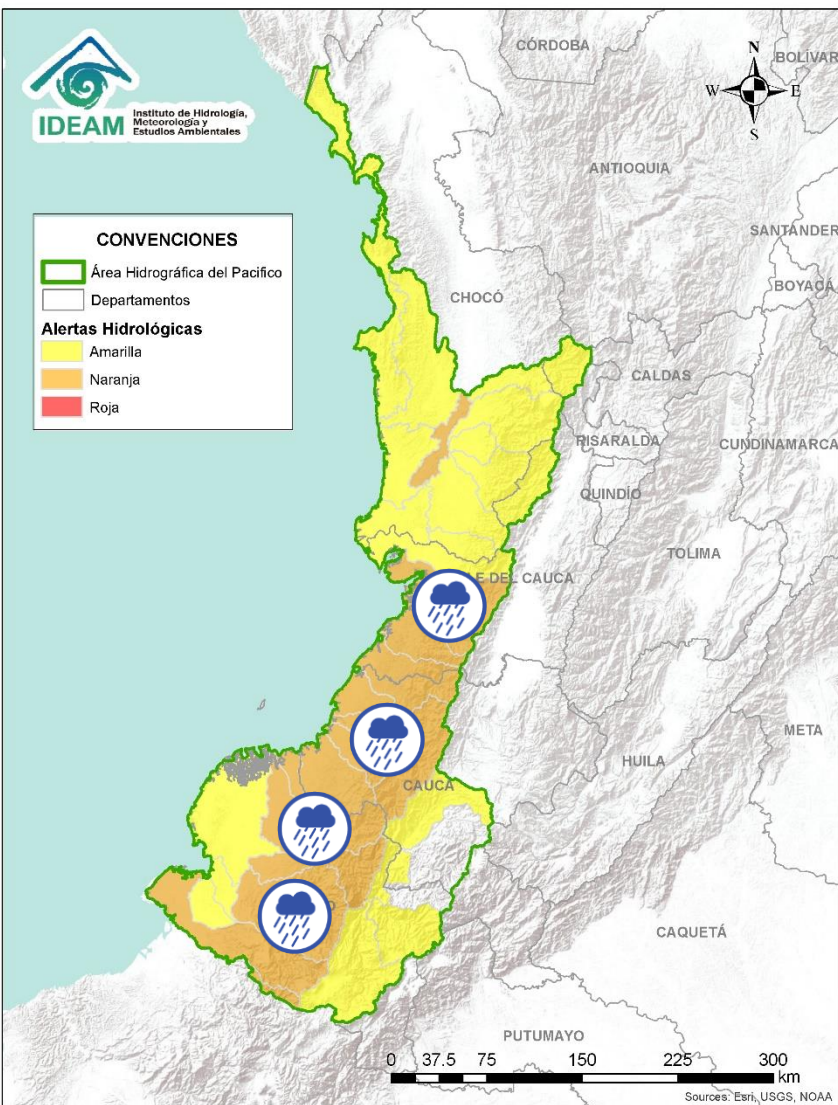 IDEAM
Instituto de Hidrología,
Meteorología y
Estudios Ambientales
N
W
E
S
CÓRDOBA
BOLÍVAR
ANTIOQUIA
SANTANDER
BOYACÁ
CHOCÓ
CALDAS
RISARALDA
CUNDINAMARCA
QUINDÍO
TOLIMA
LE DEL CAUCA
META
HUILA
CAUCA
O
CAQUETÁ
PUTUMAYO
CONVENCIONES
Área Hidrográfica del Pacifico
Departamentos
Alertas Hidrológicas
Amarilla
Naranja
Roja
0 37.5 75 150 225 300
km
Sources: Esri, USGS, NOAA